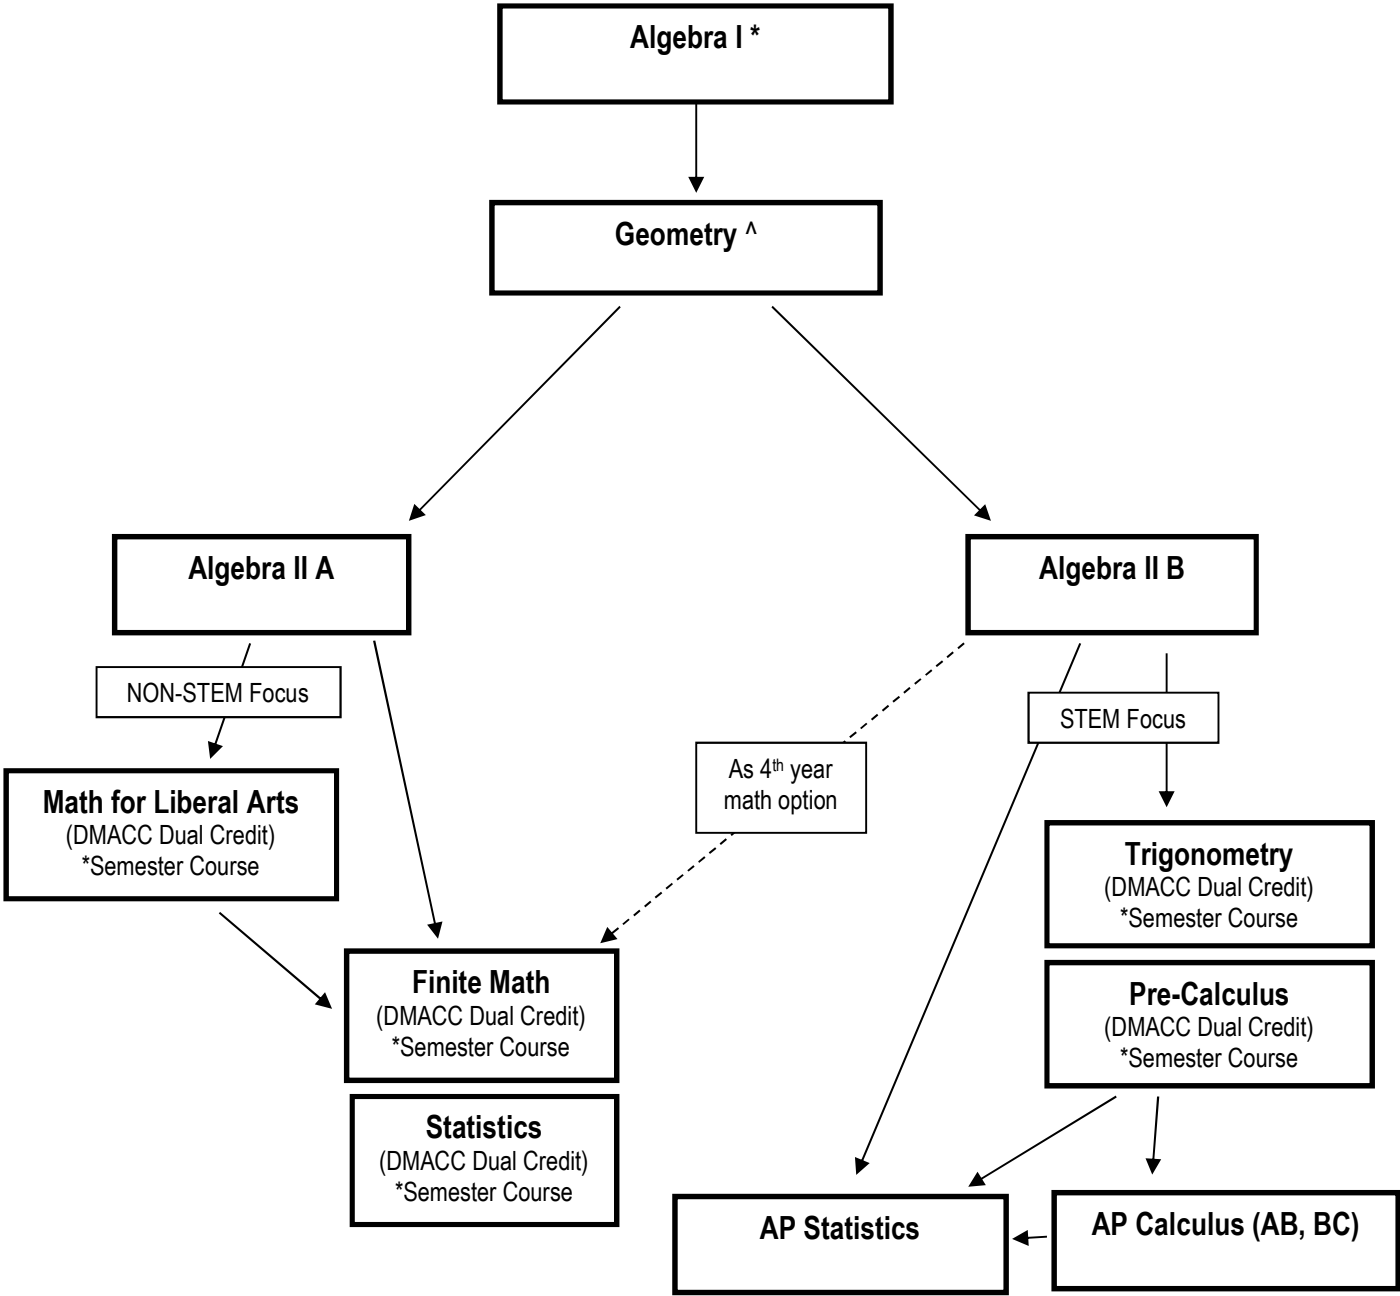 Algebra I *
Geometry ^
Algebra II A
Algebra II B
NON-STEM Focus
STEM Focus
As 4th year
math option
Math for Liberal Arts
(DMACC Dual Credit)
*Semester Course
Trigonometry
(DMACC Dual Credit)
*Semester Course
Finite Math
(DMACC Dual Credit)
*Semester Course
Pre-Calculus
(DMACC Dual Credit)
*Semester Course
Statistics
(DMACC Dual Credit)
*Semester Course
AP Statistics
AP Calculus (AB, BC)